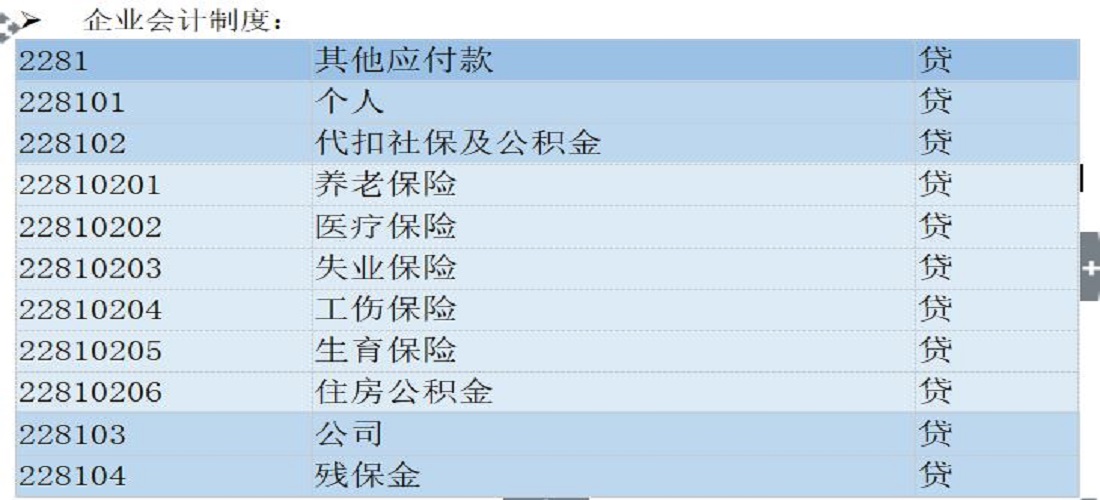 ➤ 企业会计制度：
2281 其他应付款 贷
228101 个人 贷
228102 代扣社保及公积金 贷
22810201 养老保险 贷
22810202 医疗保险 贷
22810203 失业保险 贷
22810204 工伤保险 贷
22810205 生育保险 贷
22810206 住房公积金 贷
228103 公司 贷
228104 残保金 贷